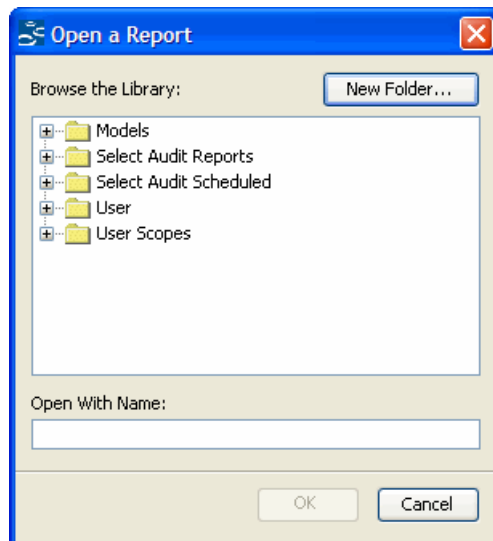 Open a Report
Browse the Library:
New Folder...
Models
Select Audit Reports
Select Audit Scheduled
User
User Scopes
Open With Name:
OK
Cancel